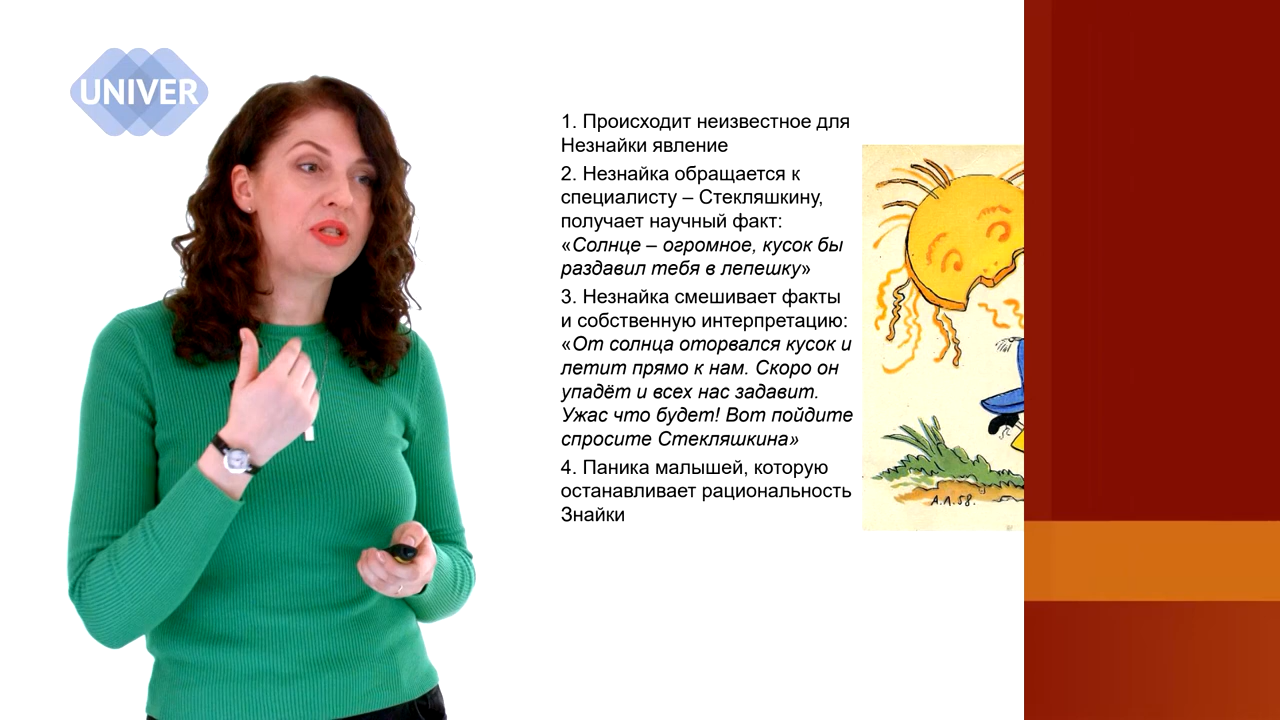 UNIVER
1. Происходит неизвестное для
Незнайки явление
2. Незнайка обращается к
специалисту – Стекляшкину,
получает научный факт:
«Солнце – огромное, кусок бы
раздавил тебя в лепешку»
3. Незнайка смешивает факты
и собственную интерпретацию:
«От солнца оторвался кусок и
летит прямо к нам. Скоро он
упадёт и всех нас задавит.
Ужас что будет! Вот пойдите
спросите Стекляшкина»
4. Паника малышей, которую
останавливает рациональность
Знайки
А.Л.58.